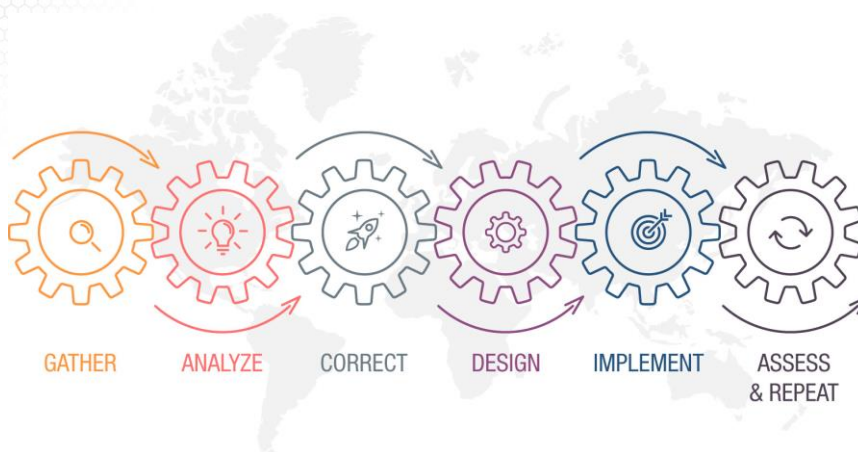 GATHER
ANALYZE
CORRECT
DESIGN
IMPLEMENT
ASSESS
& REPEAT